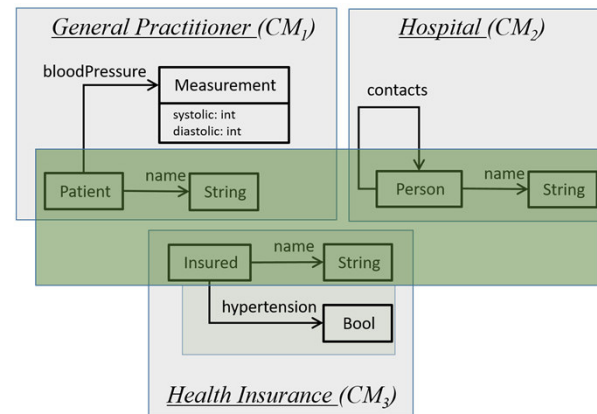 General Practitioner (CM1)
Hospital (CM2)
bloodPressure
Measurement
systolic: int
diastolic: int
contacts
Patient
name
String
Person
name
String
Insured
name
String
hypertension
Bool
Health Insurance (CM3)